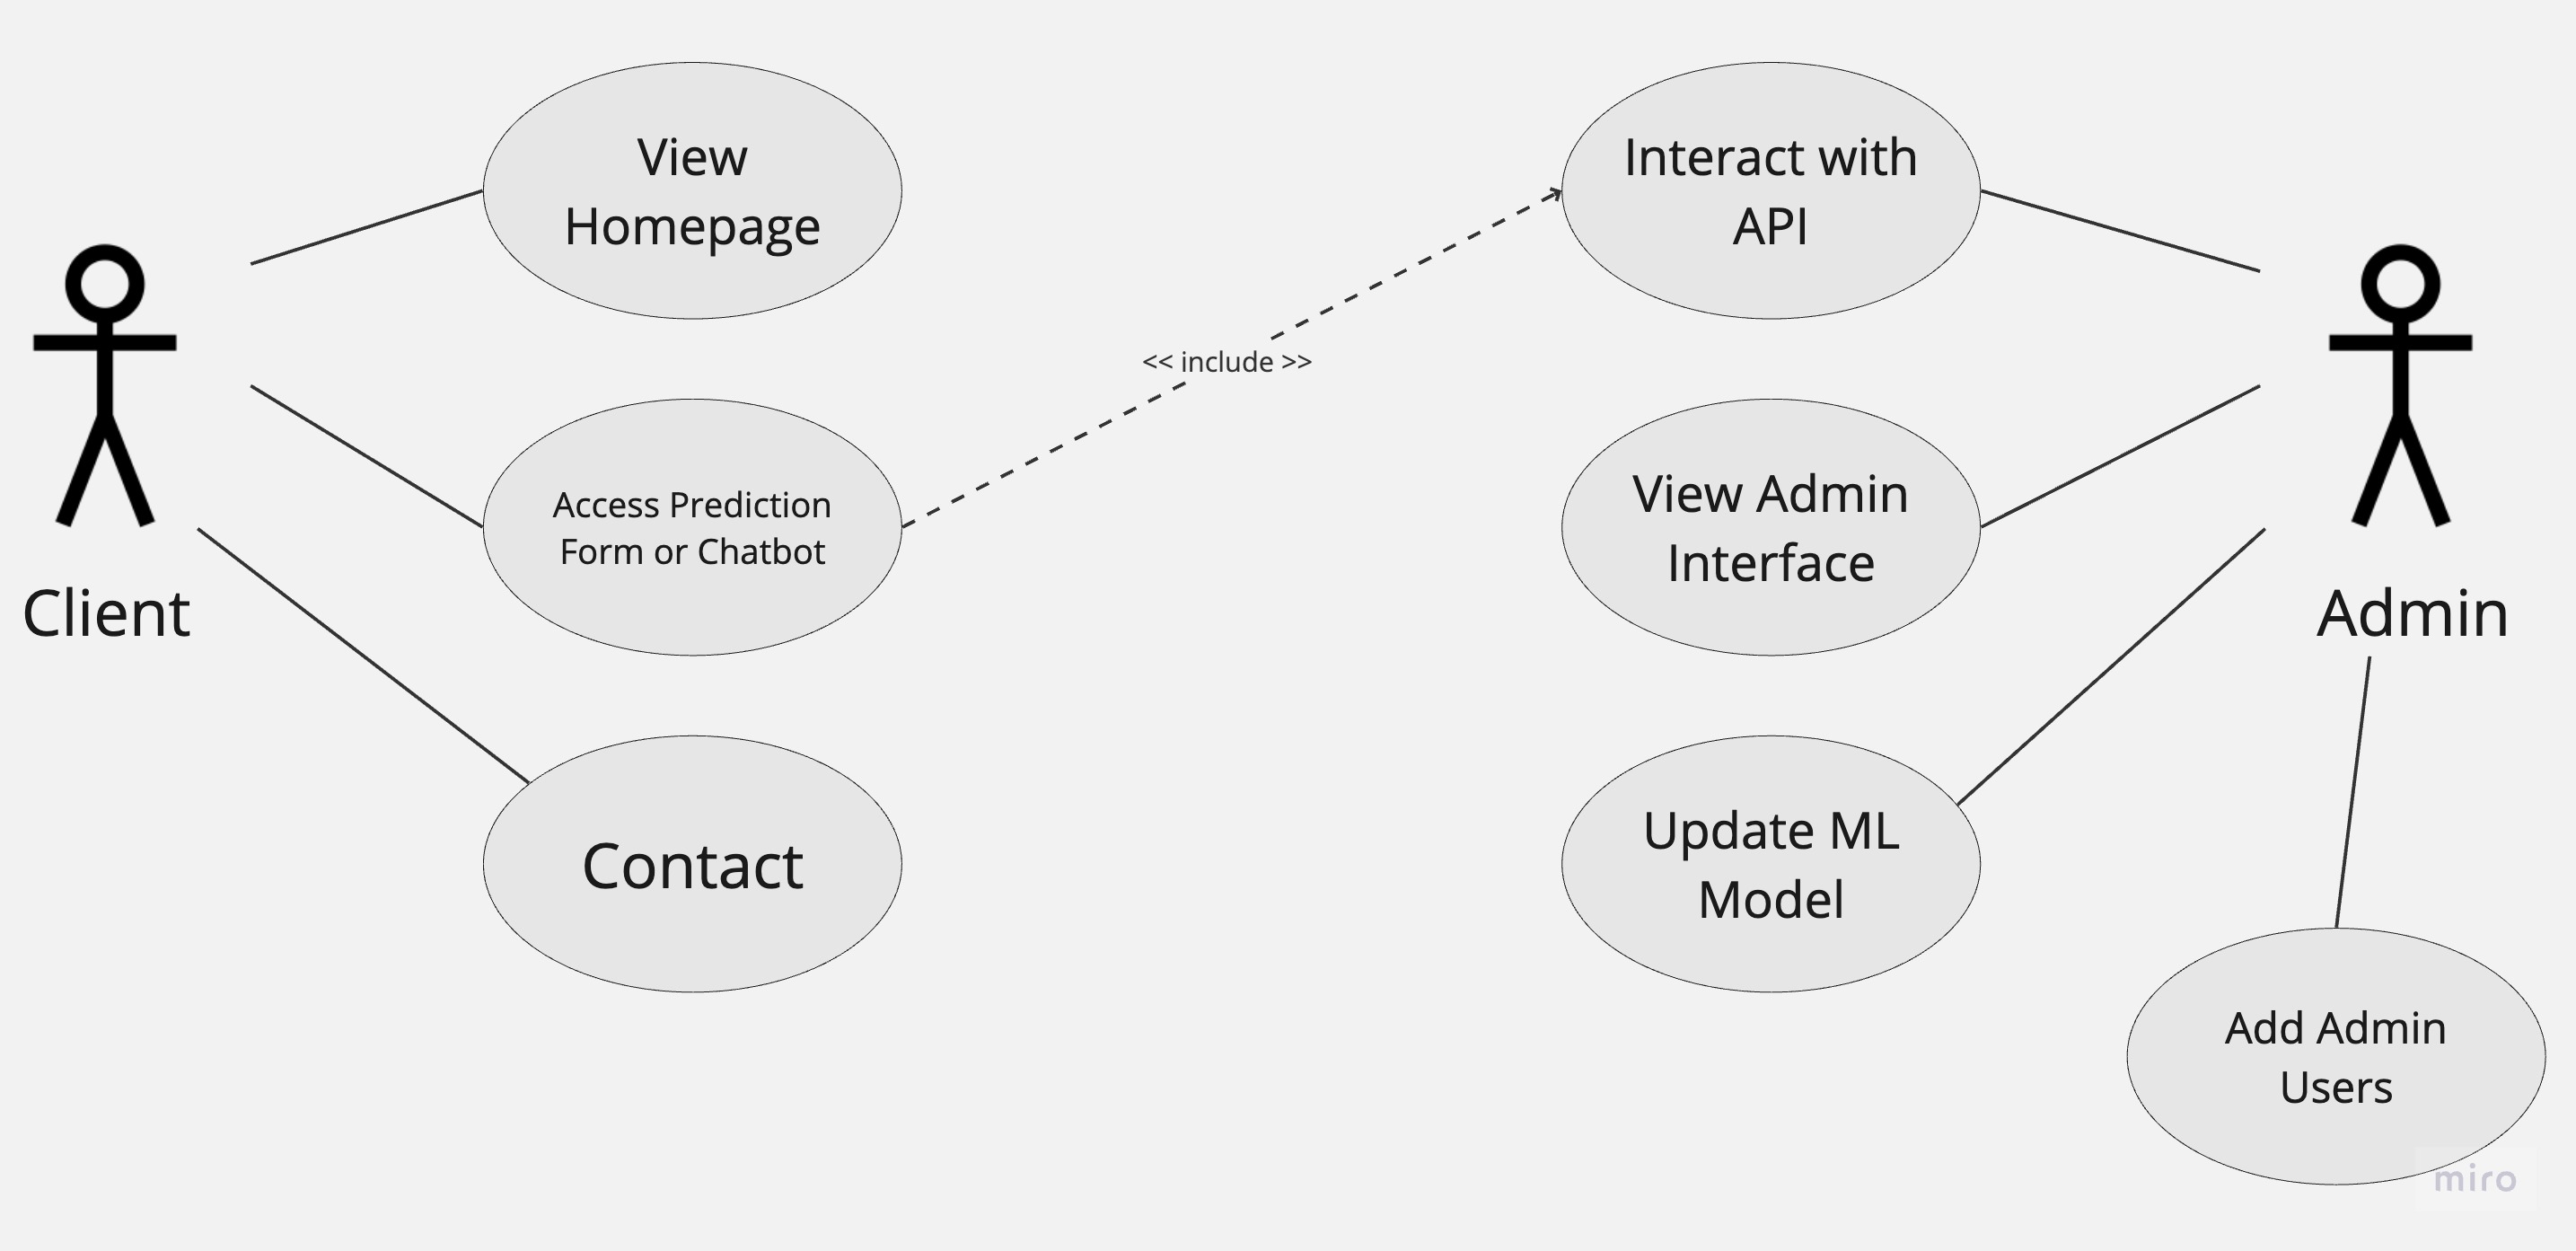 View
Homepage
Interact with
API
<< include >>
Access Prediction
Form or Chatbot
View Admin
Interface
Client
Admin
Contact
Update ML
Model
Add Admin
Users
miro